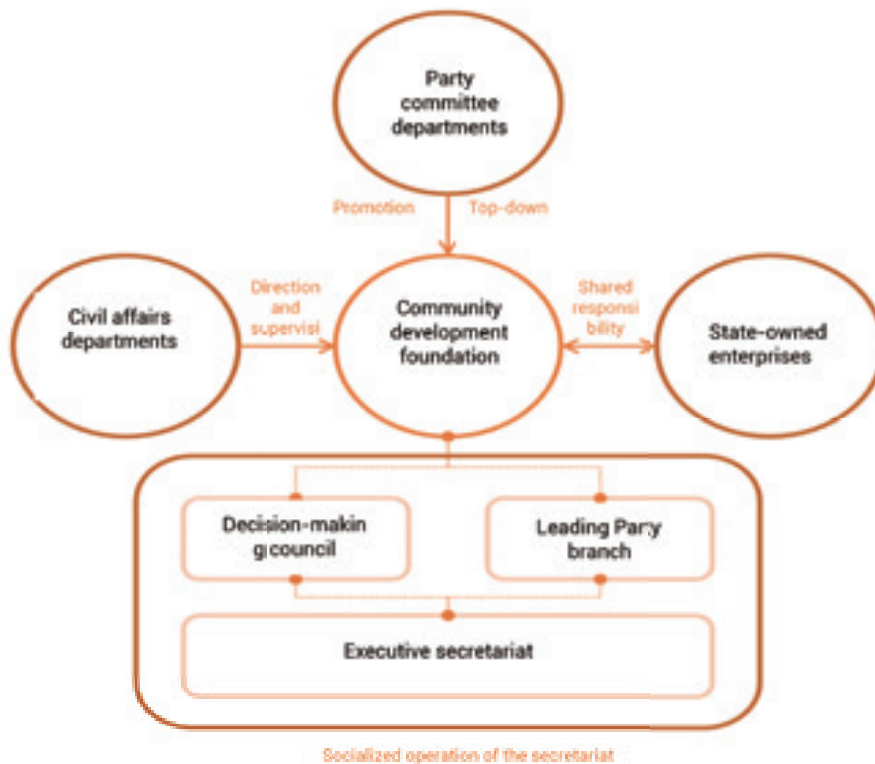 Party
committee
departments
Promotion
Top-down
Civil affairs
departments
Direction
and
supervisi
Community
development
foundation
Shared
responsi
bility
State-owned
enterprises
Decision-makin
gcouncil
Leading Party
branch
Executive secretariat
Socialized operation of the secretariat